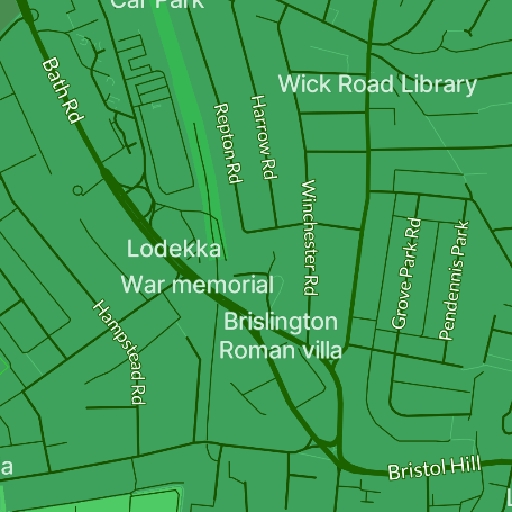 Car Park
Bath Rd
Wick Road Library
Repton Rd
Harrow Rd
Winchester Rd
Lodekka
War memorial
Grove Park Rd
Pendennis Park
Brislington
Roman villa
Hampstead Rd
a
Bristol Hill
L